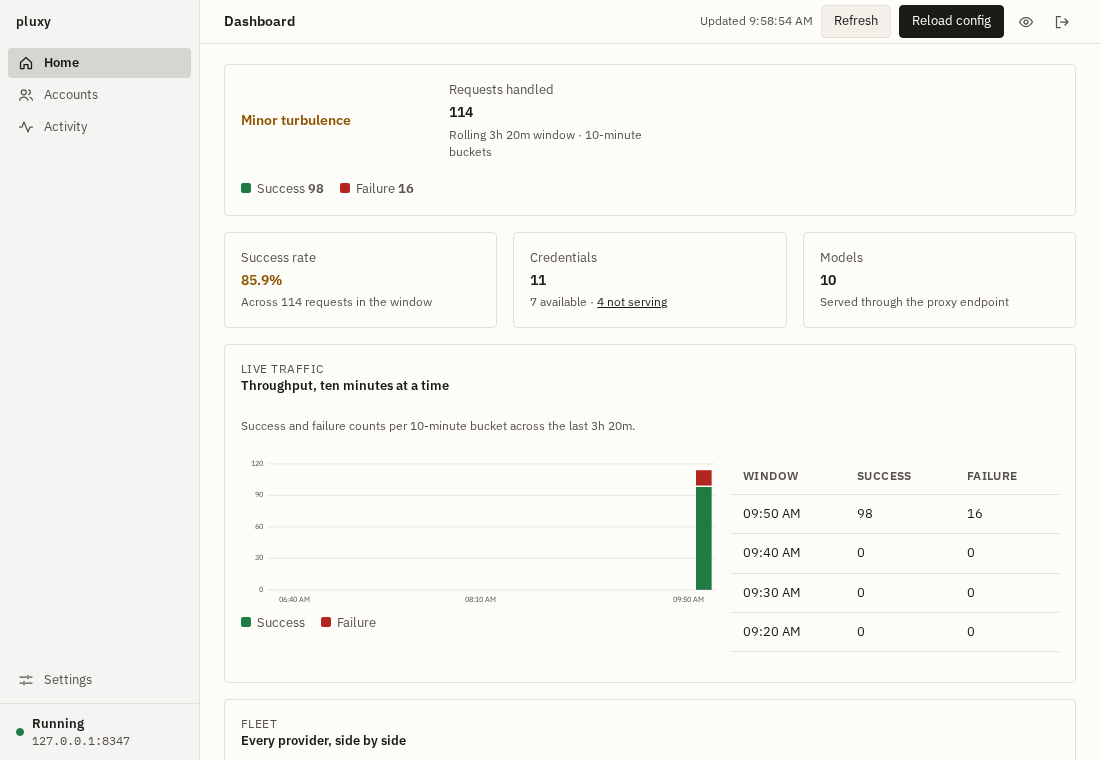 pluxy
Home
Accounts
Activity
Settings
Running
127.0.0.1:8347
Dashboard
Updated 9:58:54 AM
Refresh
Reload config
Minor turbulence
Requests handled
114
Rolling 3h 20m window · 10-minute
buckets
Success 98
Failure 16
Success rate
85.9%
Across 114 requests in the window
Credentials
11
7 available · 4 not serving
Models
10
Served through the proxy endpoint
LIVE TRAFFIC
Throughput, ten minutes at a time
Success and failure counts per 10-minute bucket across the last 3h 20m.
120
90
60
30
0
06:40 AM
08:10 AM
09:50 AM
Success
Failure
WINDOW SUCCESS FAILURE
09:50 AM 98 16
09:40 AM 0 0
09:30 AM 0 0
09:20 AM 0 0
FLEET
Every provider, side by side